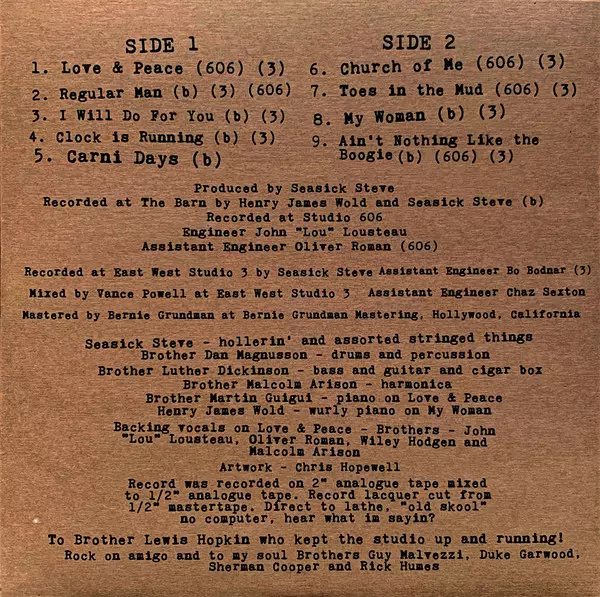 SIDE 1
1. Love & Peace (606) (3)
2. Regular Man (b) (3) (606)
3. I Will Do For You (b) (3)
4. Clock is Running (b) (3)
5. Carni Days (b)
SIDE 2
6. Church of Me (606) (3)
7. Toes in the Mud (606) (3)
8. My Woman (b) (3)
9. Ain't Nothing Like the
Boogie(b) (606) (3)
Produced by Seasick Steve
Recorded at The Barn by Henry James Wold and Seasick Steve (b)
Recorded at Studio 606
Engineer John "Lou" Lousteau
Assistant Engineer Oliver Roman (606)
Recorded at East West Studio 3 by Seasick Steve Assistant Engineer Bo Bodnar (3)
Mixed by Vance Powell at East West Studio 3 Assistant Engineer Chaz Sexton
Mastered by Bernie Grundman at Bernie Grundman Mastering, Hollywood, California
Seasick Steve - hollerin' and assorted stringed things
Brother Dan Magnusson - drums and percussion
Brother Luther Dickinson - bass and guitar and cigar box
Brother Malcolm Arison - harmonica
Brother Martin Guigui - piano on Love & Peace
Henry James Wold - wurly piano on My Woman
Backing vocals on Love & Peace - Brothers - John
"Lou" Lousteau, Oliver Roman, Wiley Hodgen and
Malcolm Arison
Artwork - Chris Hopewell
Record was recorded on 2" analogue tape mixed
to 1/2" analogue tape. Record lacquer cut from
1/2" mastertape. Direct to lathe, "old skool"
no computer, hear what im sayin?
To Brother Lewis Hopkin who kept the studio up and running!
Rock on amigo and to my soul Brothers Guy Malvezzi, Duke Garwood,
Sherman Cooper and Rick Humes